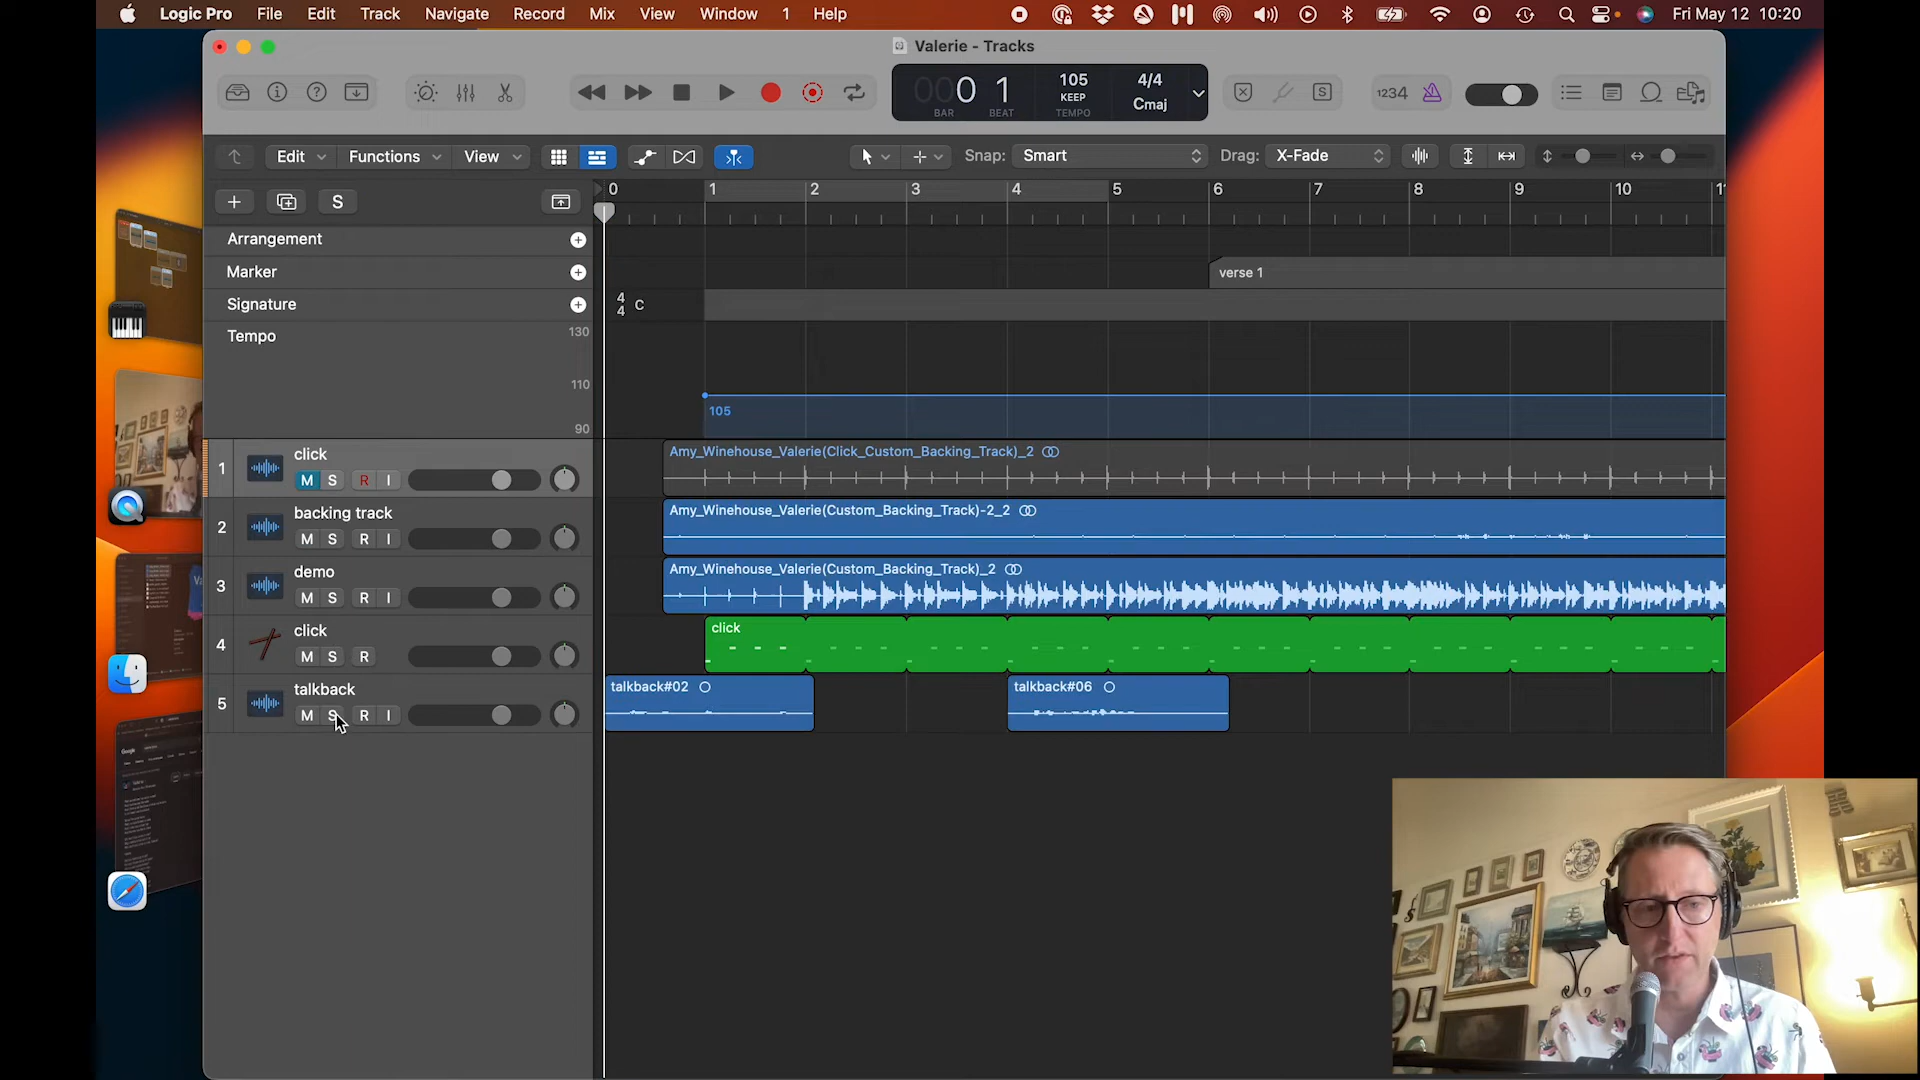 Logic Pro File Edit Track Navigate Record Mix View Window 1 Help Fri May 12 10:20
Valerie - Tracks
000 1 105 4/4
KEEP Cmaj
BAR BEAT TEMPO
S 1234
Edit Functions View Snap: Smart Drag: X-Fade
+ S 0 1 2 3 4 5 6 7 8 9 10 11
Arrangement
Marker verse 1
Signature 4 4 C
Tempo 130
110
105
90
1 click M S R I Amy_Winehouse_Valerie(Click_Custom_Backing_Track)_2
2 backing track M S R I Amy_Winehouse_Valerie(Custom_Backing_Track)-2_2
3 demo M S R I Amy_Winehouse_Valerie(Custom_Backing_Track)_2
4 click M S R click
5 talkback M S R I talkback#02 talkback#06
Google